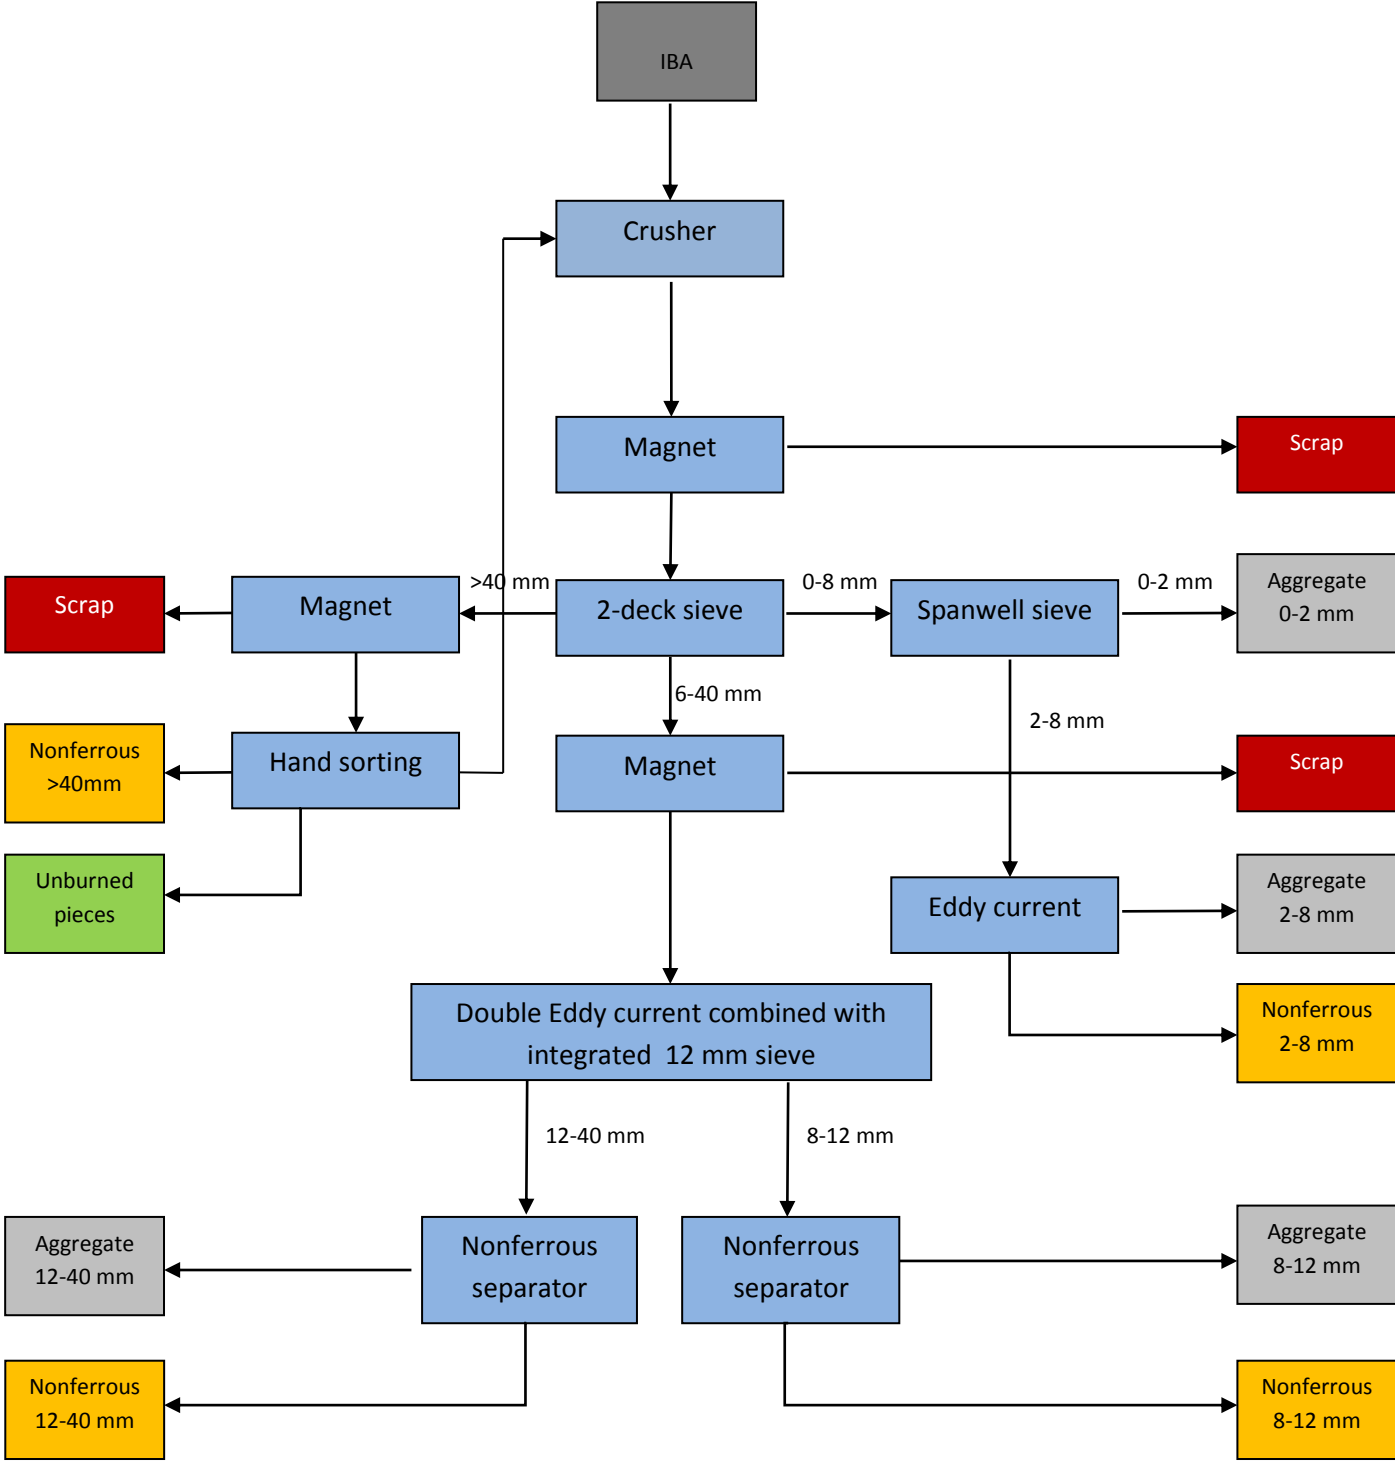 IBA
Crusher
Magnet
Scrap
>40 mm
0-8 mm
0-2 mm
Scrap
Magnet
2-deck sieve
Spanwell sieve
Aggregate
0-2 mm
6-40 mm
2-8 mm
Nonferrous
>40mm
Hand sorting
Magnet
Scrap
Unburned
pieces
Eddy current
Aggregate
2-8 mm
Double Eddy current combined with
integrated  12 mm sieve
Nonferrous
2-8 mm
12-40 mm
8-12 mm
Aggregate
12-40 mm
Nonferrous
separator
Nonferrous
separator
Aggregate
8-12 mm
Nonferrous
12-40 mm
Nonferrous
8-12 mm